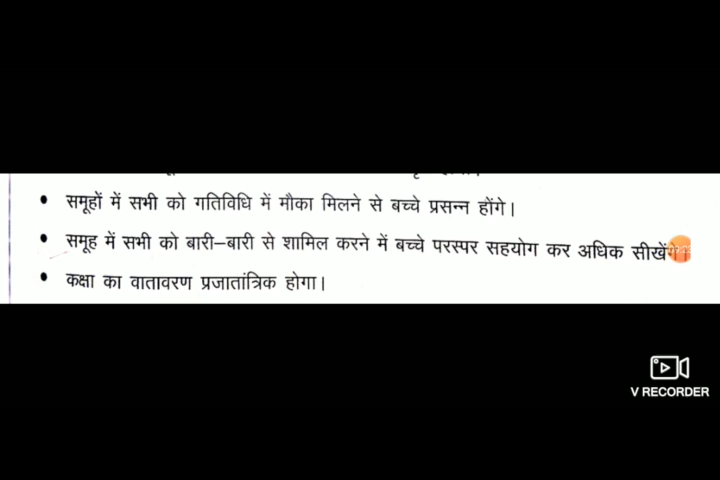 • समूहों में सभी को गतिविधि में मौका मिलने से बच्चे प्रसन्न होंगे।
• समूह में सभी को बारी–बारी से शामिल करने में बच्चे परस्पर सहयोग कर अधिक
• कक्षा का वातावरण प्रजातांत्रिक होगा।
V RECORDER